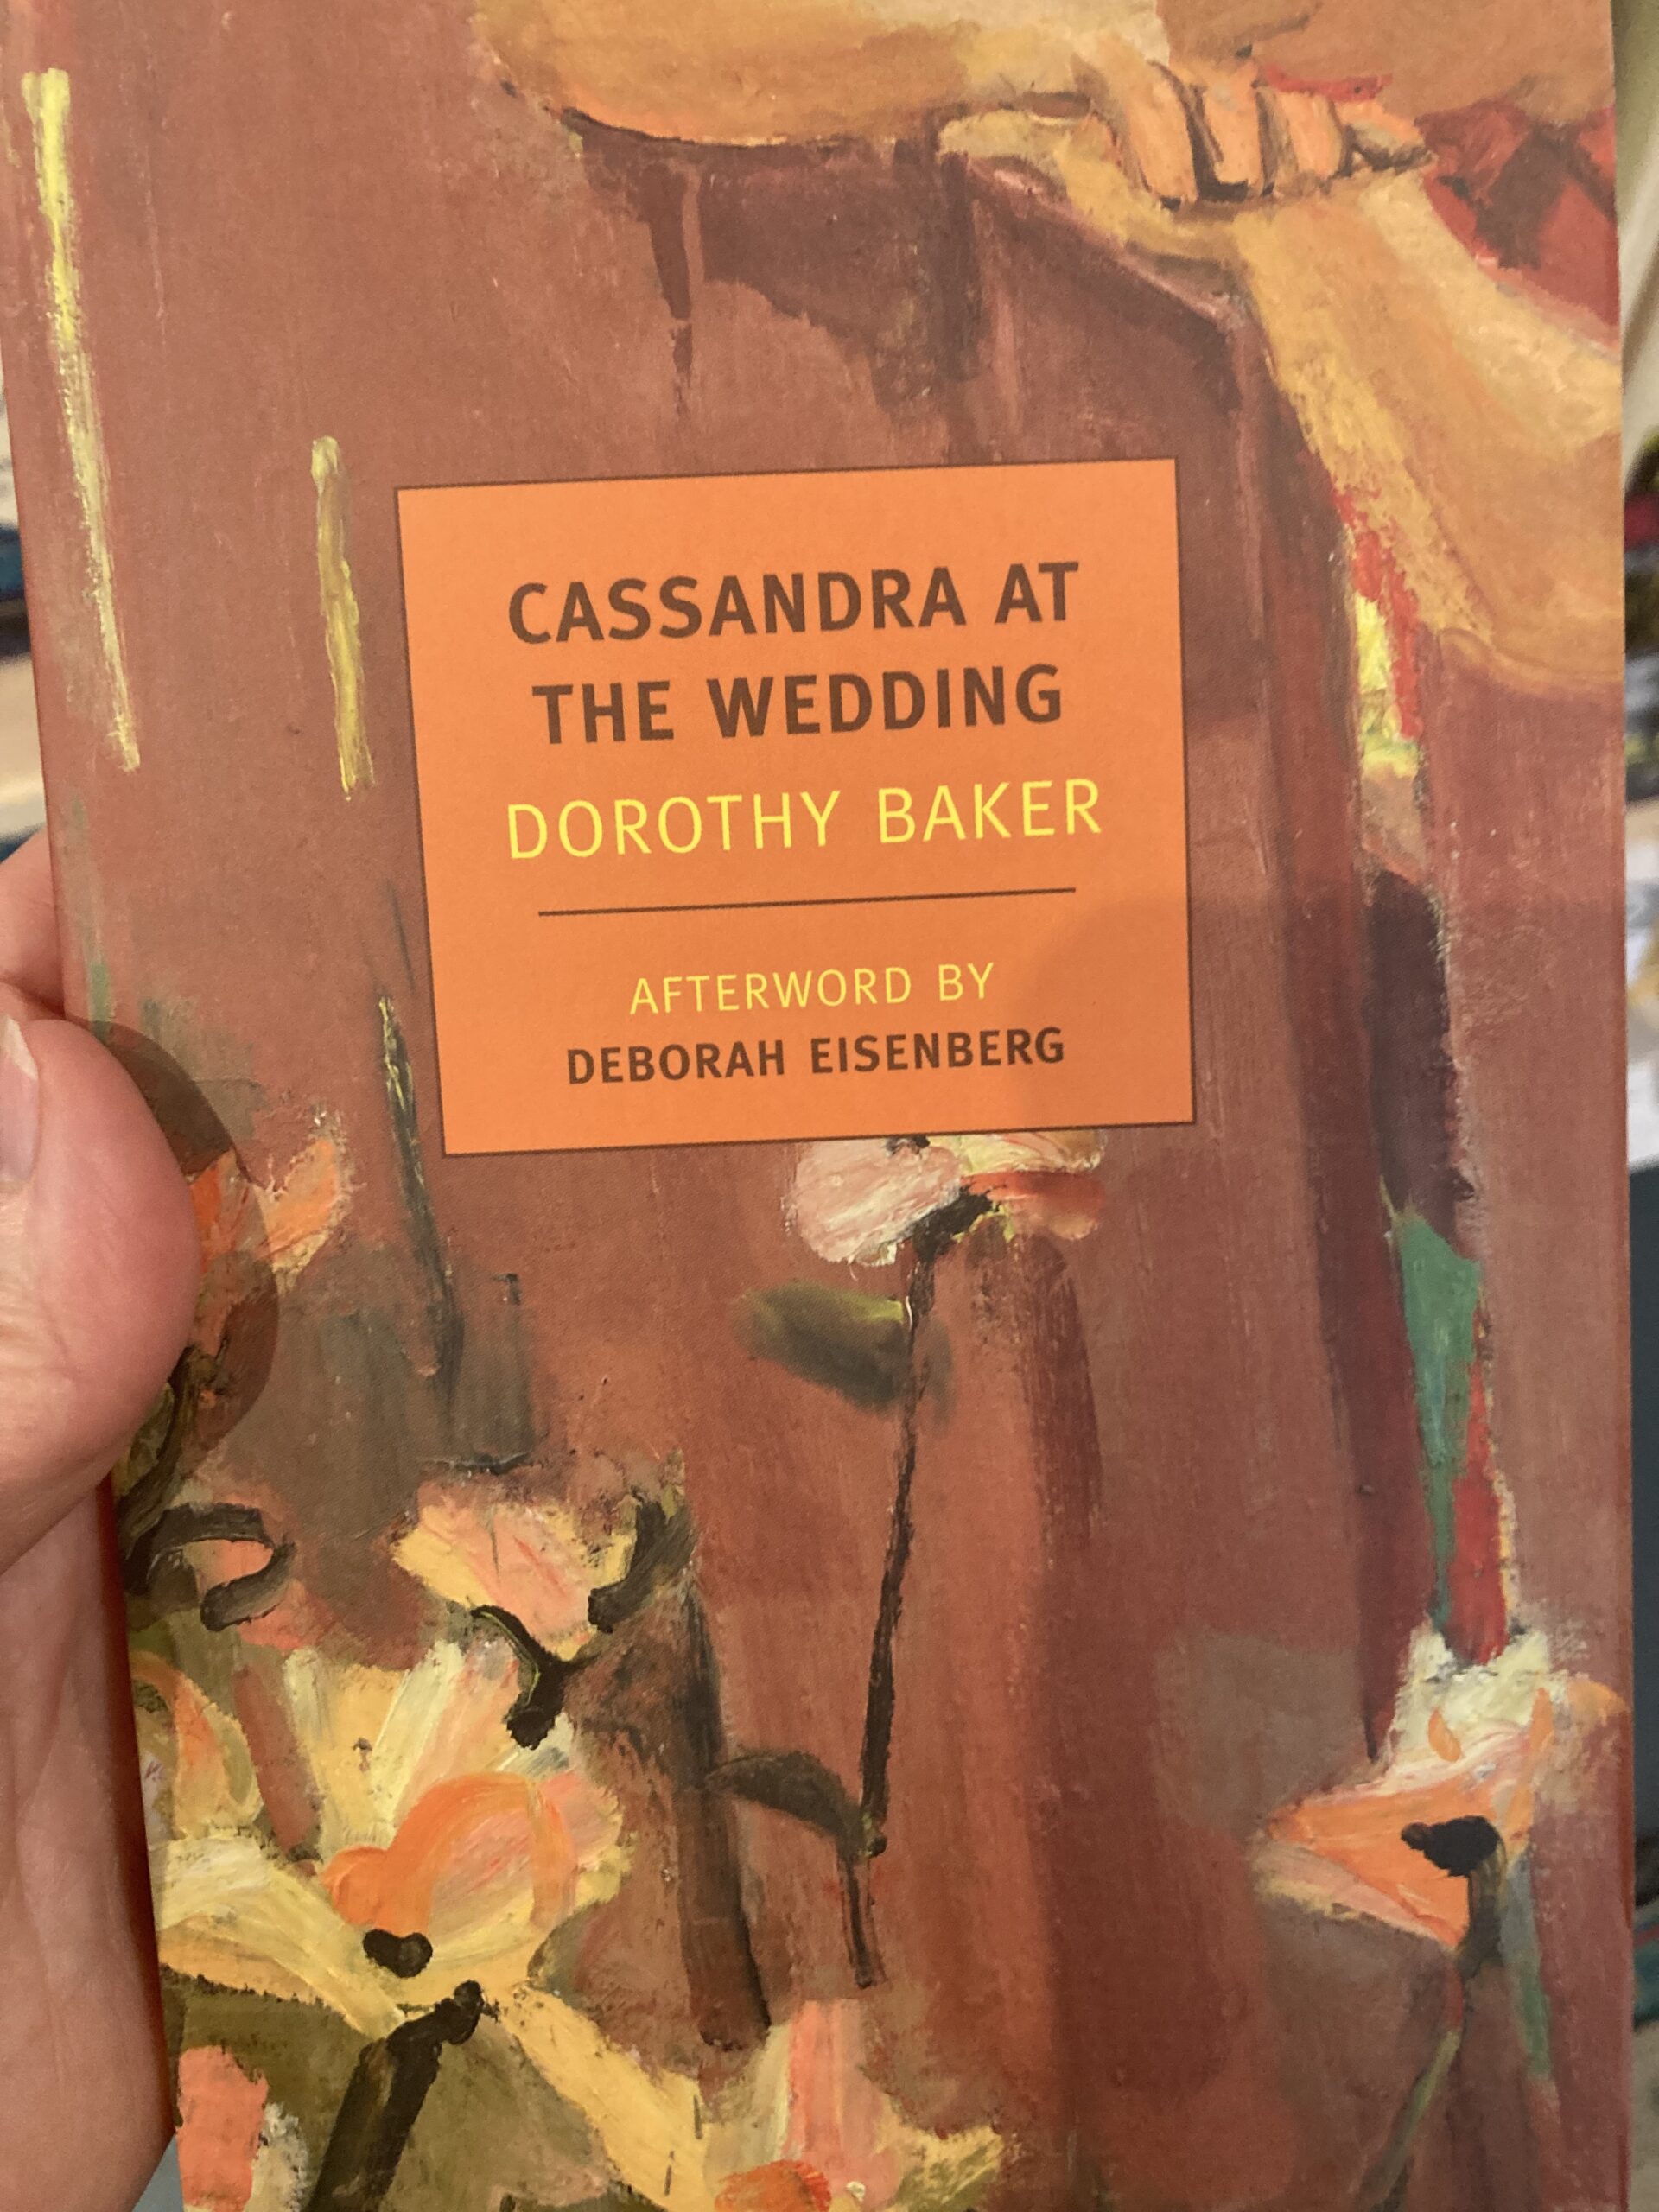 CASSANDRA AT
THE WEDDING
DOROTHY BAKER
AFTERWORD BY
DEBORAH EISENBERG